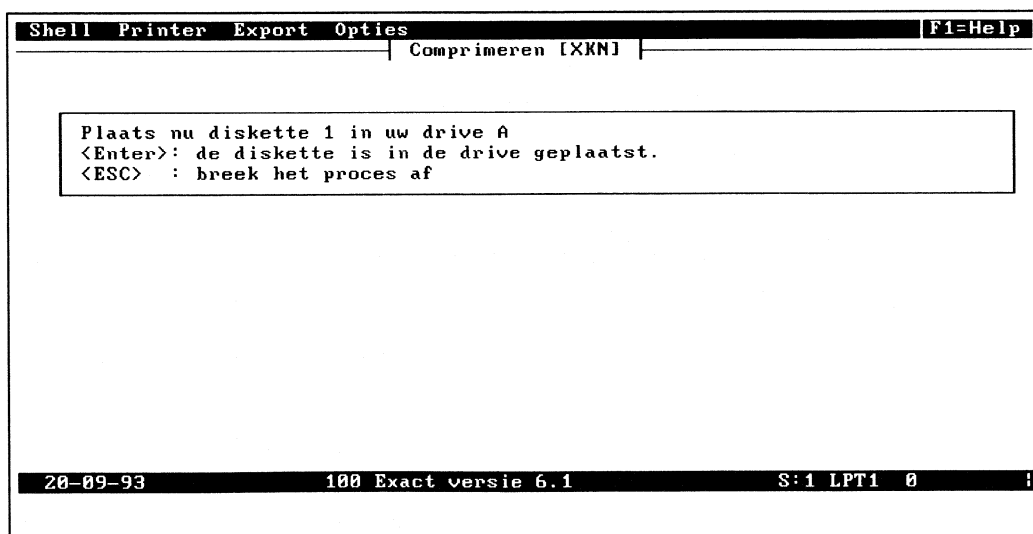 Shell Printer Export Opties F1=Help
Comprimeren [XKN]
Plaats nu diskette 1 in uw drive A
<Enter>: de diskette is in de drive geplaatst.
<ESC> : breek het proces af
20-09-93 100 Exact versie 6.1 S:1 LPT1 0